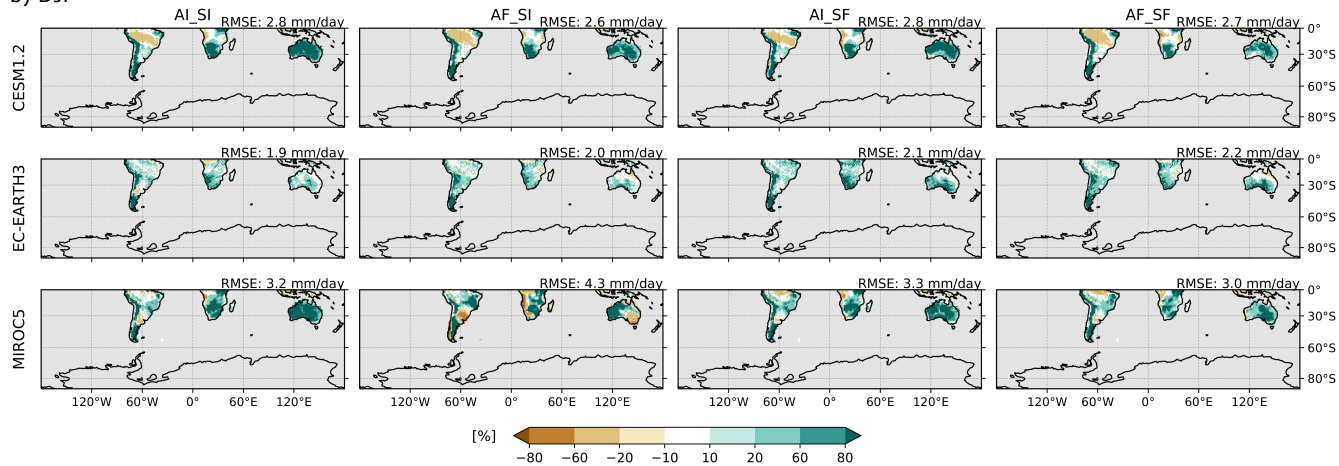 AI_SI AF_SI AI_SF AF_SF
RMSE: 2.8 mm/day RMSE: 2.6 mm/day RMSE: 2.8 mm/day RMSE: 2.7 mm/day
CESM1.2
0°
30°S
60°S
80°S
RMSE: 1.9 mm/day RMSE: 2.0 mm/day RMSE: 2.1 mm/day RMSE: 2.2 mm/day
EC-EARTH3
0°
30°S
60°S
80°S
RMSE: 3.2 mm/day RMSE: 4.3 mm/day RMSE: 3.3 mm/day RMSE: 3.0 mm/day
MIROC5
0°
30°S
60°S
80°S
120°W 60°W 0° 60°E 120°E 120°W 60°W 0° 60°E 120°E 120°W 60°W 0° 60°E 120°E 120°W 60°W 0° 60°E 120°E
[%]
−80 −60 −20 −10 10 20 60 80